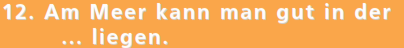 12. Am Meer kann man gut in der
... liegen.